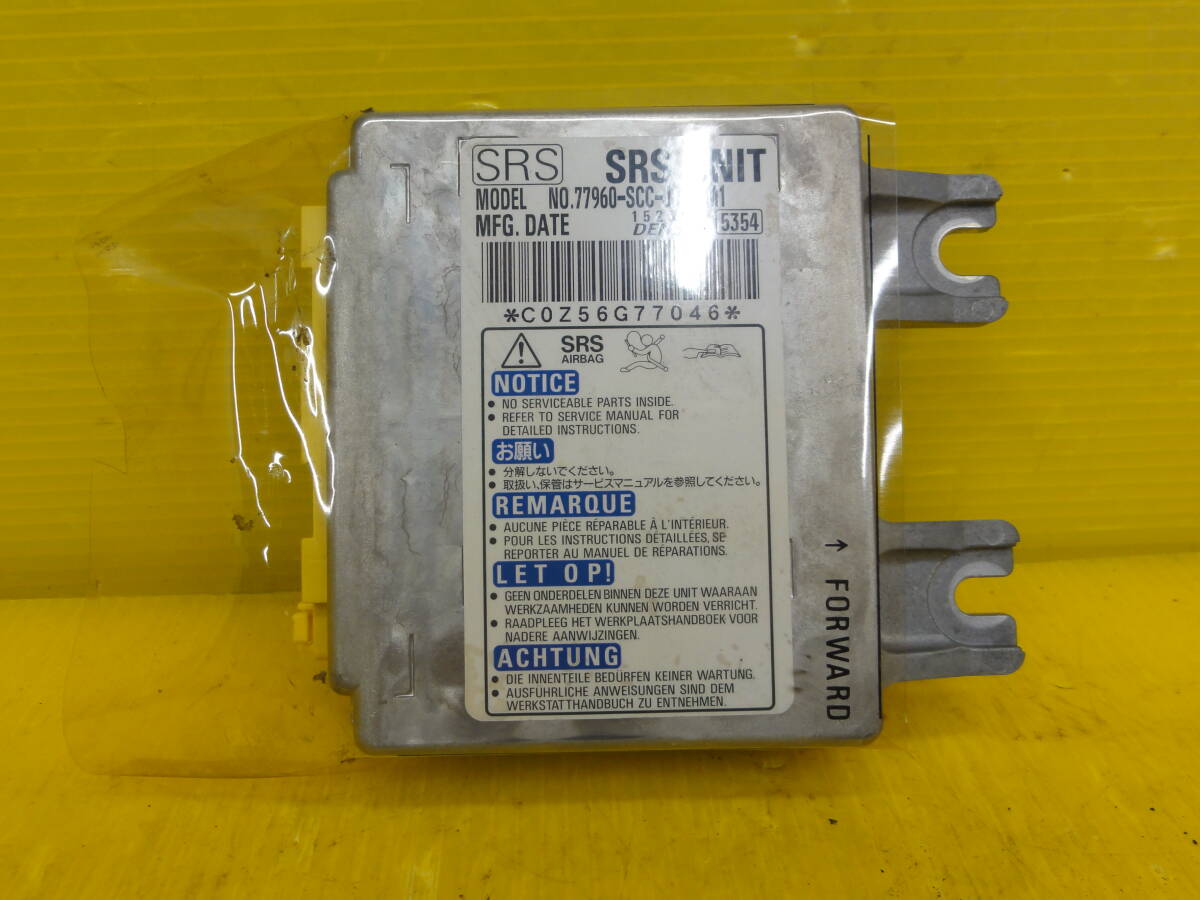 SRS SRS UNIT
MODEL NO.77960-SCC-
MFG. DATE 5354
*C0Z56G77046*
SRS
AIRBAG
NOTICE
● NO SERVICEABLE PARTS INSIDE.
● REFER TO SERVICE MANUAL FOR
DETAILED INSTRUCTIONS.
お願い
● 分解しないでください。
● 取扱い、保管はサービスマニュアルを参照してください。
REMARQUE
● AUCUNE PIÈCE RÉPARABLE À L'INTÉRIEUR.
● POUR LES INSTRUCTIONS DÉTAILLÉES, SE
REPORTER AU MANUEL DE RÉPARATIONS.
LET OP!
● GEEN ONDERDELEN BINNEN DEZE UNIT WAARAAN
WERKZAAMHEDEN KUNNEN WORDEN VERRICHT.
● RAADPLEEG HET WERKPLAATSHANDBOEK VOOR
NADERE AANWIJZINGEN.
ACHTUNG
● DIE INNENTEILE BEDÜRFEN KEINER WARTUNG.
● AUSFUHRLICHE ANWEISUNGEN SIND DEM
WERKSTATTHANDBUCH ZU ENTNEHMEN.
↑ FORWARD